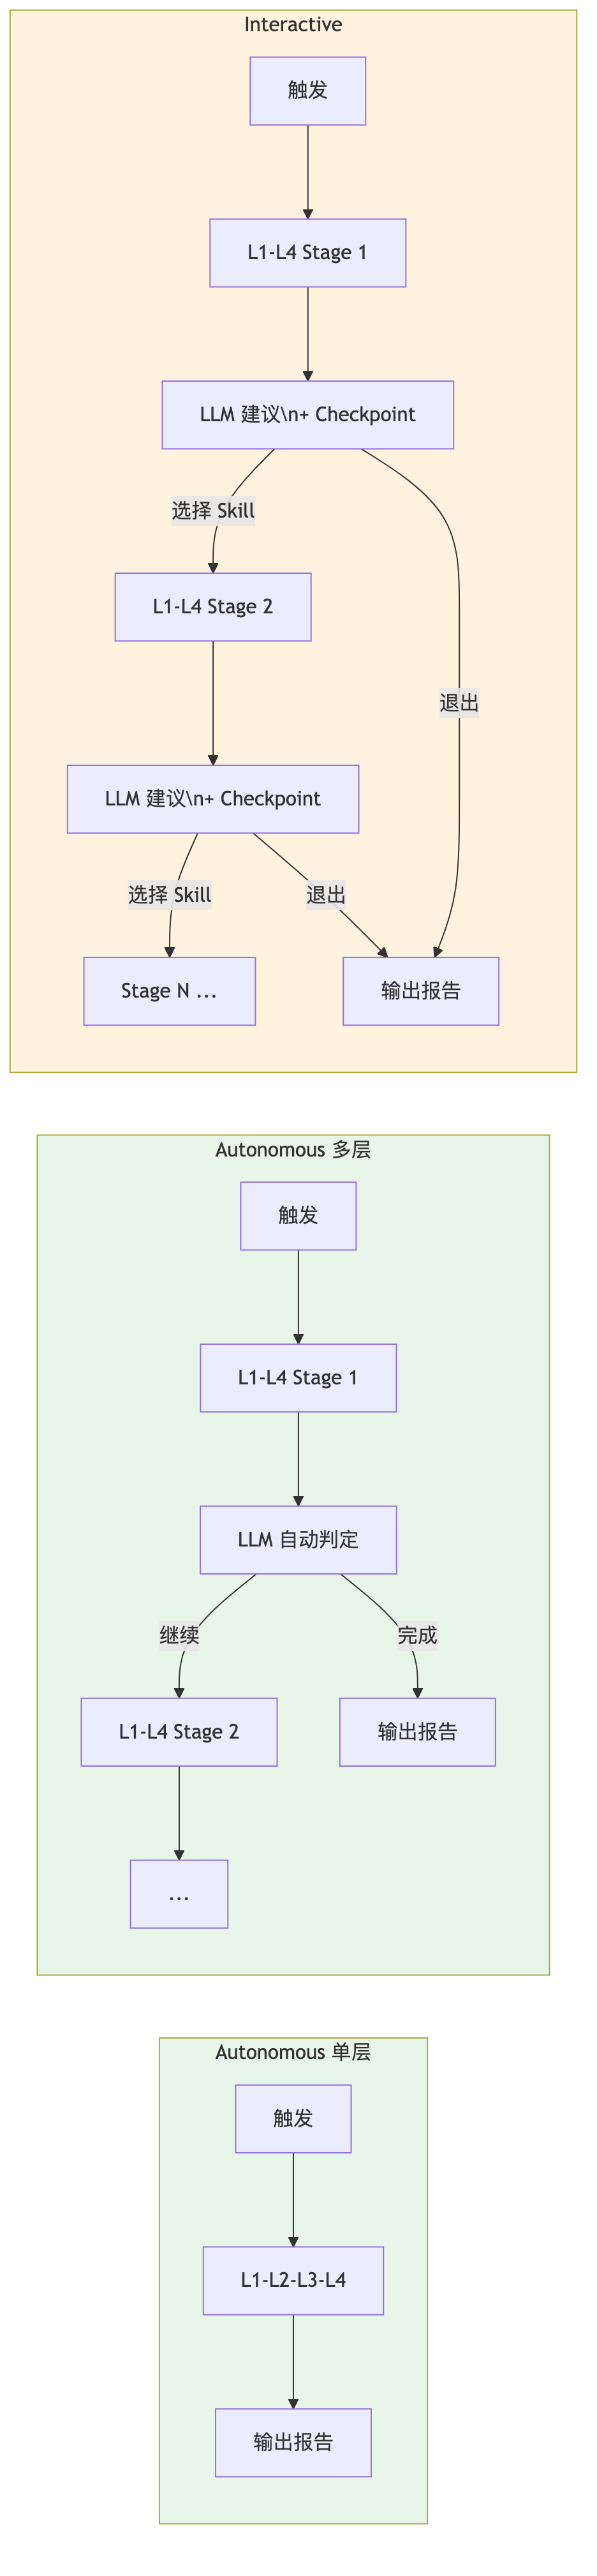 Interactive
触发
L1-L4 Stage 1
LLM 建议\n+ Checkpoint
选择 Skill
L1-L4 Stage 2
退出
LLM 建议\n+ Checkpoint
选择 Skill
退出
Stage N ...
输出报告
Autonomous 多层
触发
L1-L4 Stage 1
LLM 自动判定
继续
完成
L1-L4 Stage 2
输出报告
...
Autonomous 单层
触发
L1-L2-L3-L4
输出报告